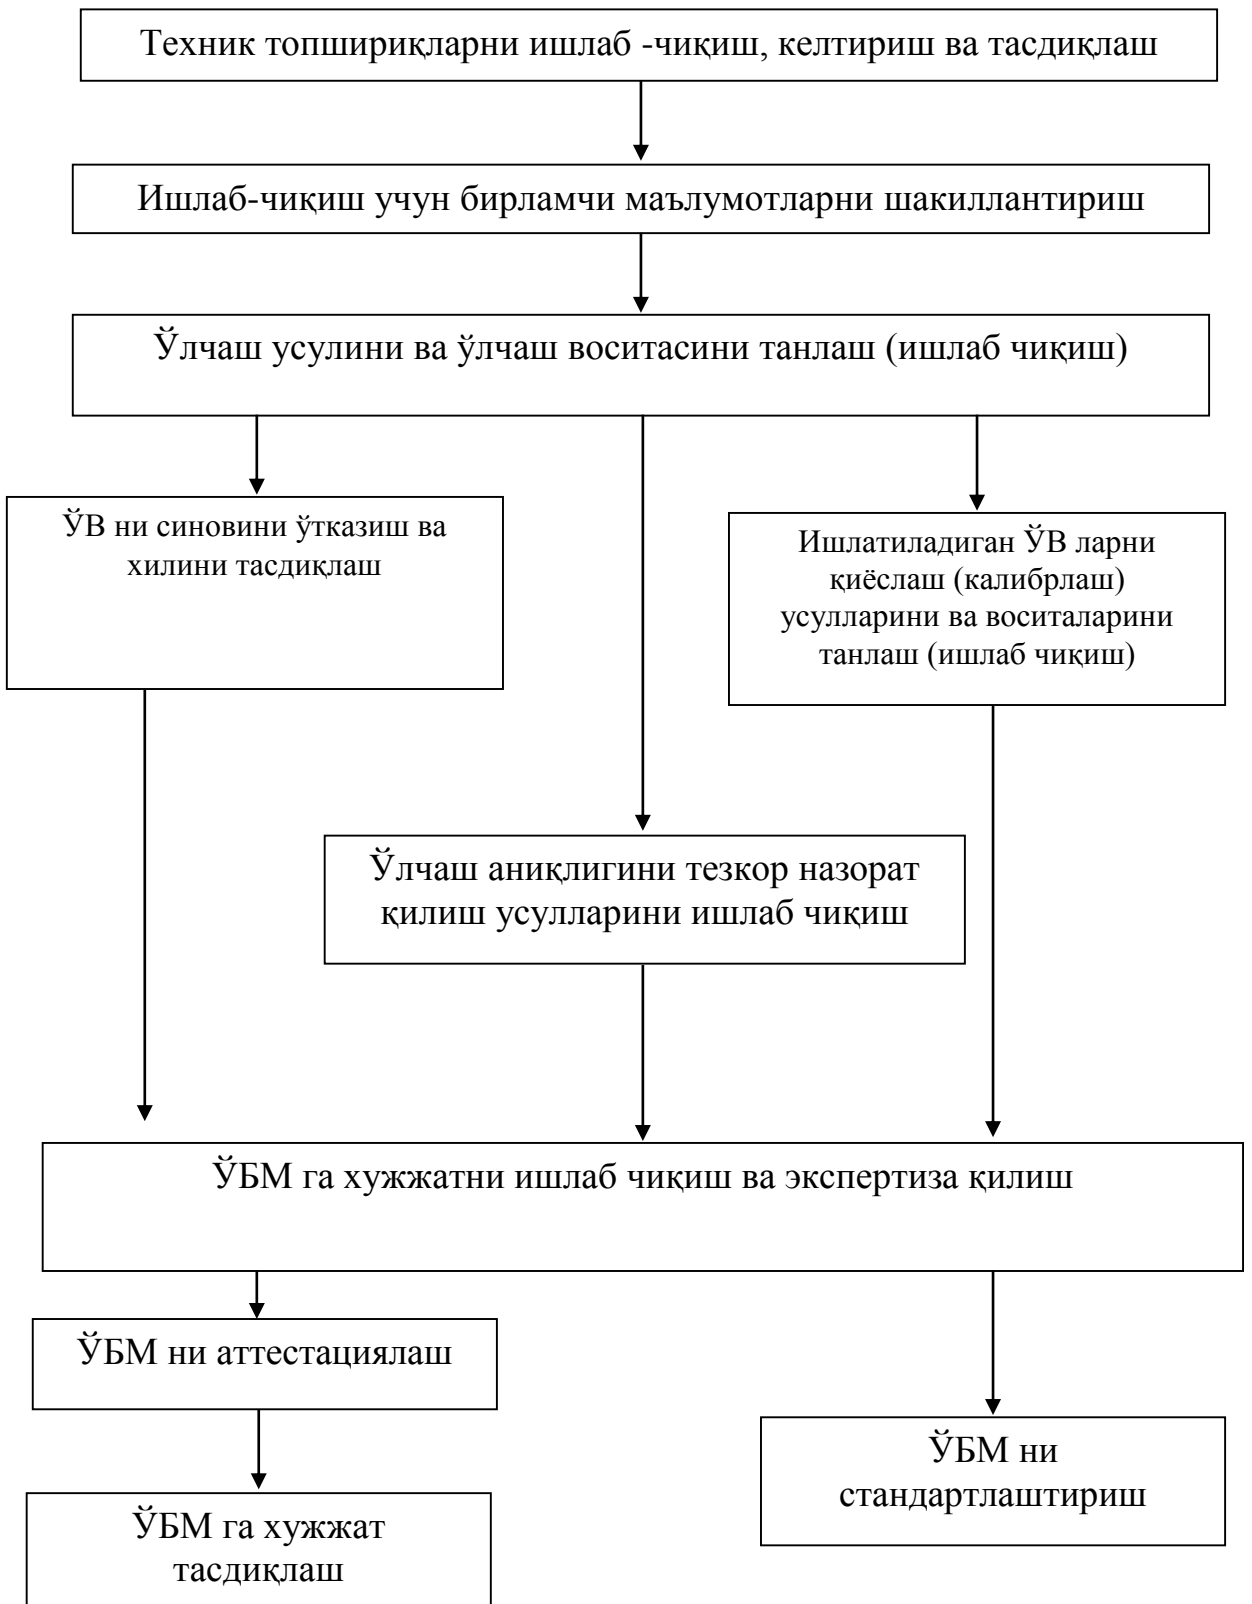 Техник топшириқларни ишлаб -чиқиш, келтириш ва тасдиқлаш
Ишлаб-чиқиш учун бирламчи маълумотларни шакиллантириш
Ўлчаш усулини ва ўлчаш воситасини танлаш (ишлаб чиқиш)
ЎВ ни синовини ўтказиш ва
хилини тасдиқлаш
Ишлатиладиган ЎВ ларни
қиёслаш (калибрлаш)
усулларини ва воситаларини
танлаш (ишлаб чиқиш)
Ўлчаш аниқлигини тезкор назорат
қилиш усулларини ишлаб чиқиш
ЎБМ га хужжатни ишлаб чиқиш ва экспертиза қилиш
ЎБМ ни аттестациялаш
ЎБМ ни
стандартлаштириш
ЎБМ га хужжат
тасдиқлаш